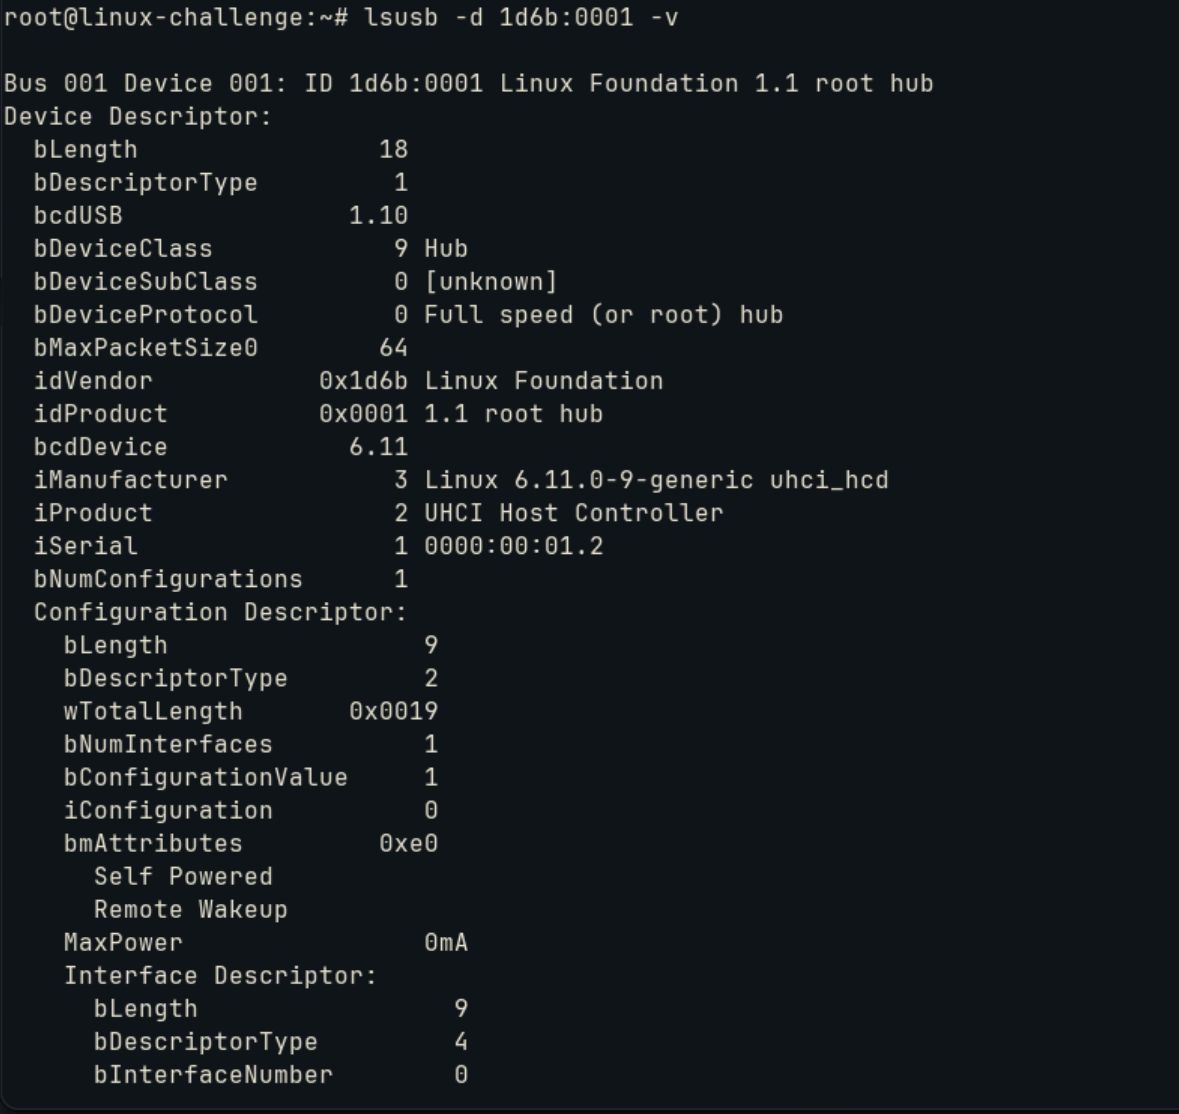 root@linux-challenge:~# lsusb -d 1d6b:0001 -v

Bus 001 Device 001: ID 1d6b:0001 Linux Foundation 1.1 root hub
Device Descriptor:
  bLength                18
  bDescriptorType         1
  bcdUSB               1.10
  bDeviceClass            9 Hub
  bDeviceSubClass         0 [unknown]
  bDeviceProtocol         0 Full speed (or root) hub
  bMaxPacketSize0        64
  idVendor           0x1d6b Linux Foundation
  idProduct          0x0001 1.1 root hub
  bcdDevice            6.11
  iManufacturer           3 Linux 6.11.0-9-generic uhci_hcd
  iProduct                2 UHCI Host Controller
  iSerial                 1 0000:00:01.2
  bNumConfigurations      1
  Configuration Descriptor:
    bLength                 9
    bDescriptorType         2
    wTotalLength       0x0019
    bNumInterfaces          1
    bConfigurationValue     1
    iConfiguration          0
    bmAttributes         0xe0
      Self Powered
      Remote Wakeup
    MaxPower                0mA
    Interface Descriptor:
      bLength                 9
      bDescriptorType         4
      bInterfaceNumber        0